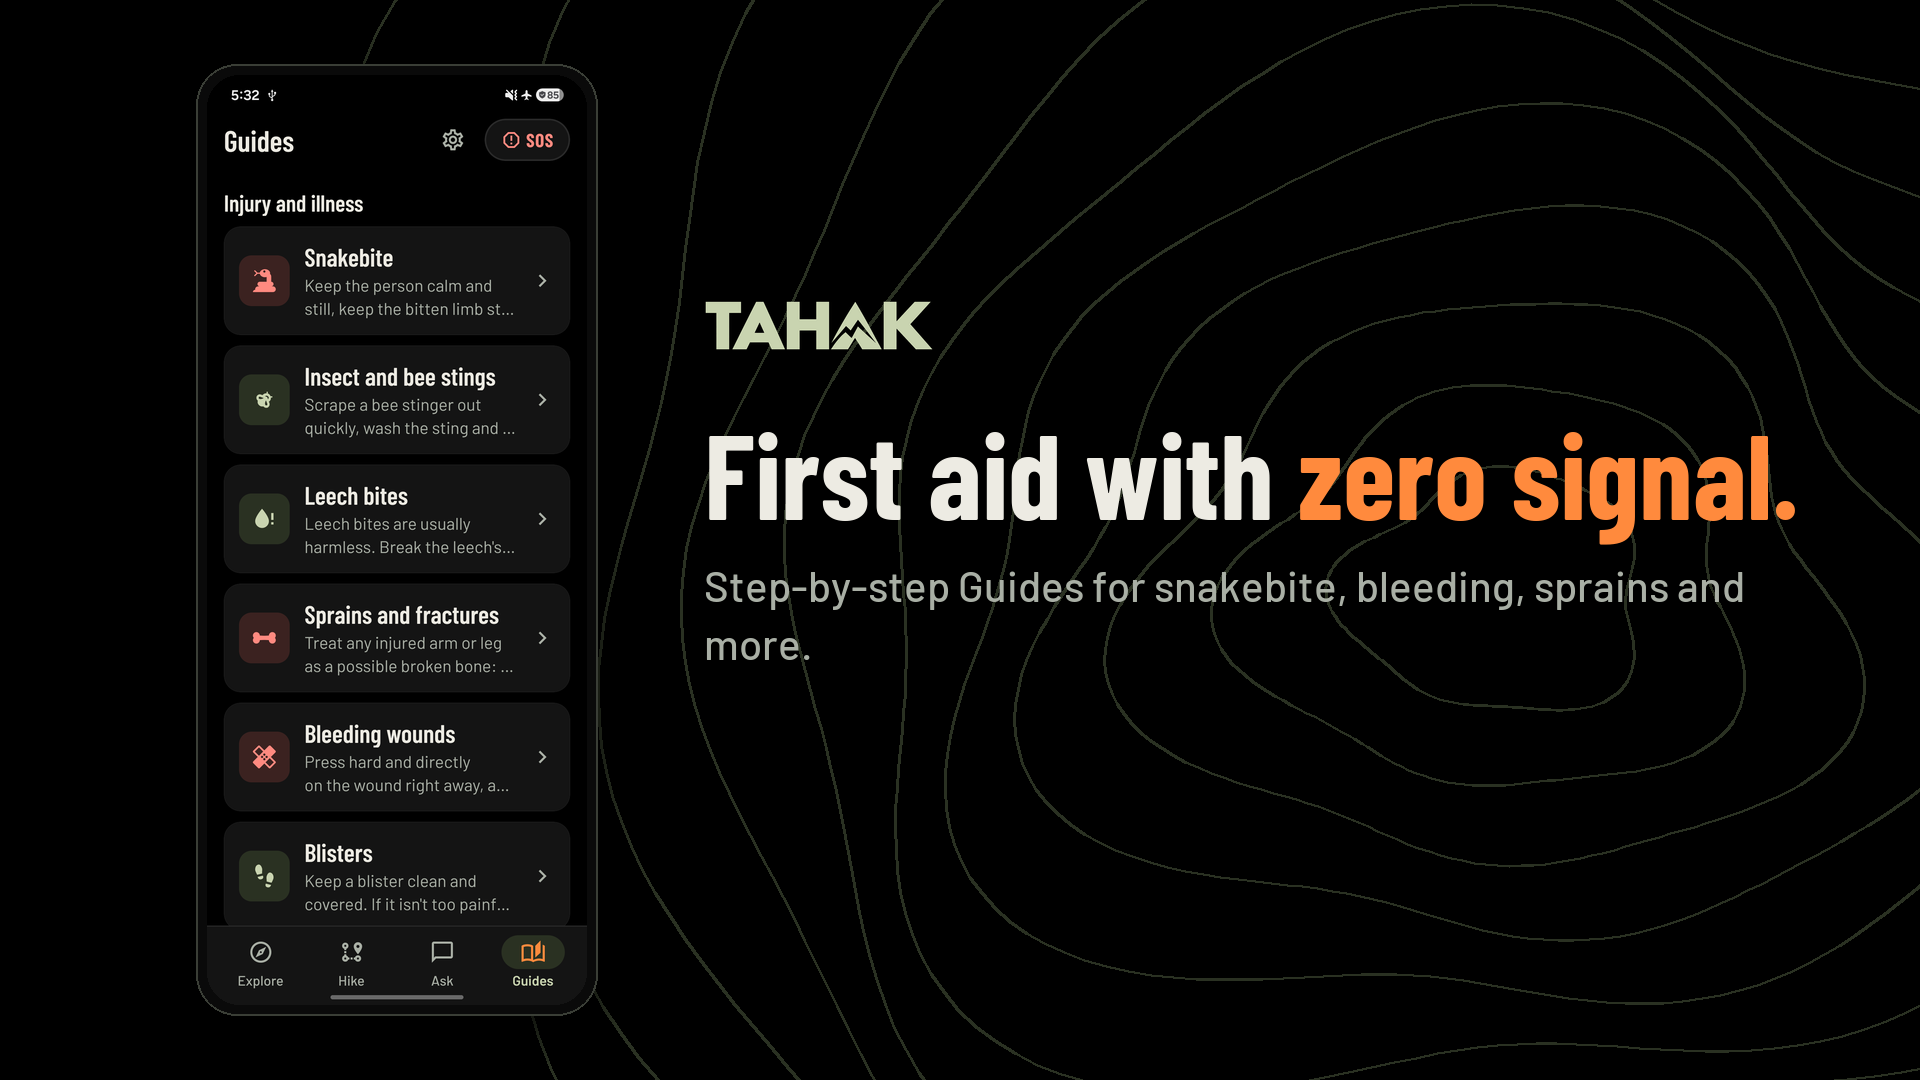 5:32
85
Guides
SOS
Injury and illness
Snakebite
Keep the person calm and
still, keep the bitten limb st...
Insect and bee stings
Scrape a bee stinger out
quickly, wash the sting and ...
Leech bites
Leech bites are usually
harmless. Break the leech's...
Sprains and fractures
Treat any injured arm or leg
as a possible broken bone: ...
Bleeding wounds
Press hard and directly
on the wound right away, a...
Blisters
Keep a blister clean and
covered. If it isn't too painf...
Explore
Hike
Ask
Guides
TAHAK
First aid with zero signal.
Step-by-step Guides for snakebite, bleeding, sprains and
more.